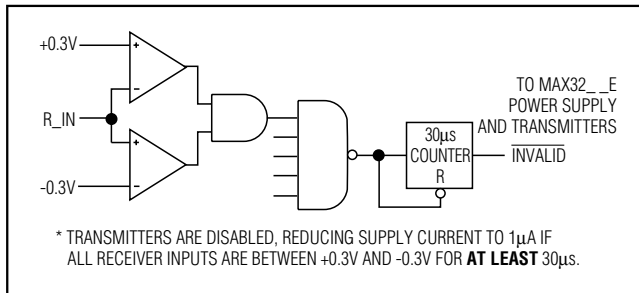 +0.3V
+
-
R_IN
+
-
-0.3V
30µs
COUNTER
R
TO MAX32_ _E
POWER SUPPLY
AND TRANSMITTERS
INVALID
* TRANSMITTERS ARE DISABLED, REDUCING SUPPLY CURRENT TO 1µA IF
ALL RECEIVER INPUTS ARE BETWEEN +0.3V AND -0.3V FOR AT LEAST 30µs.